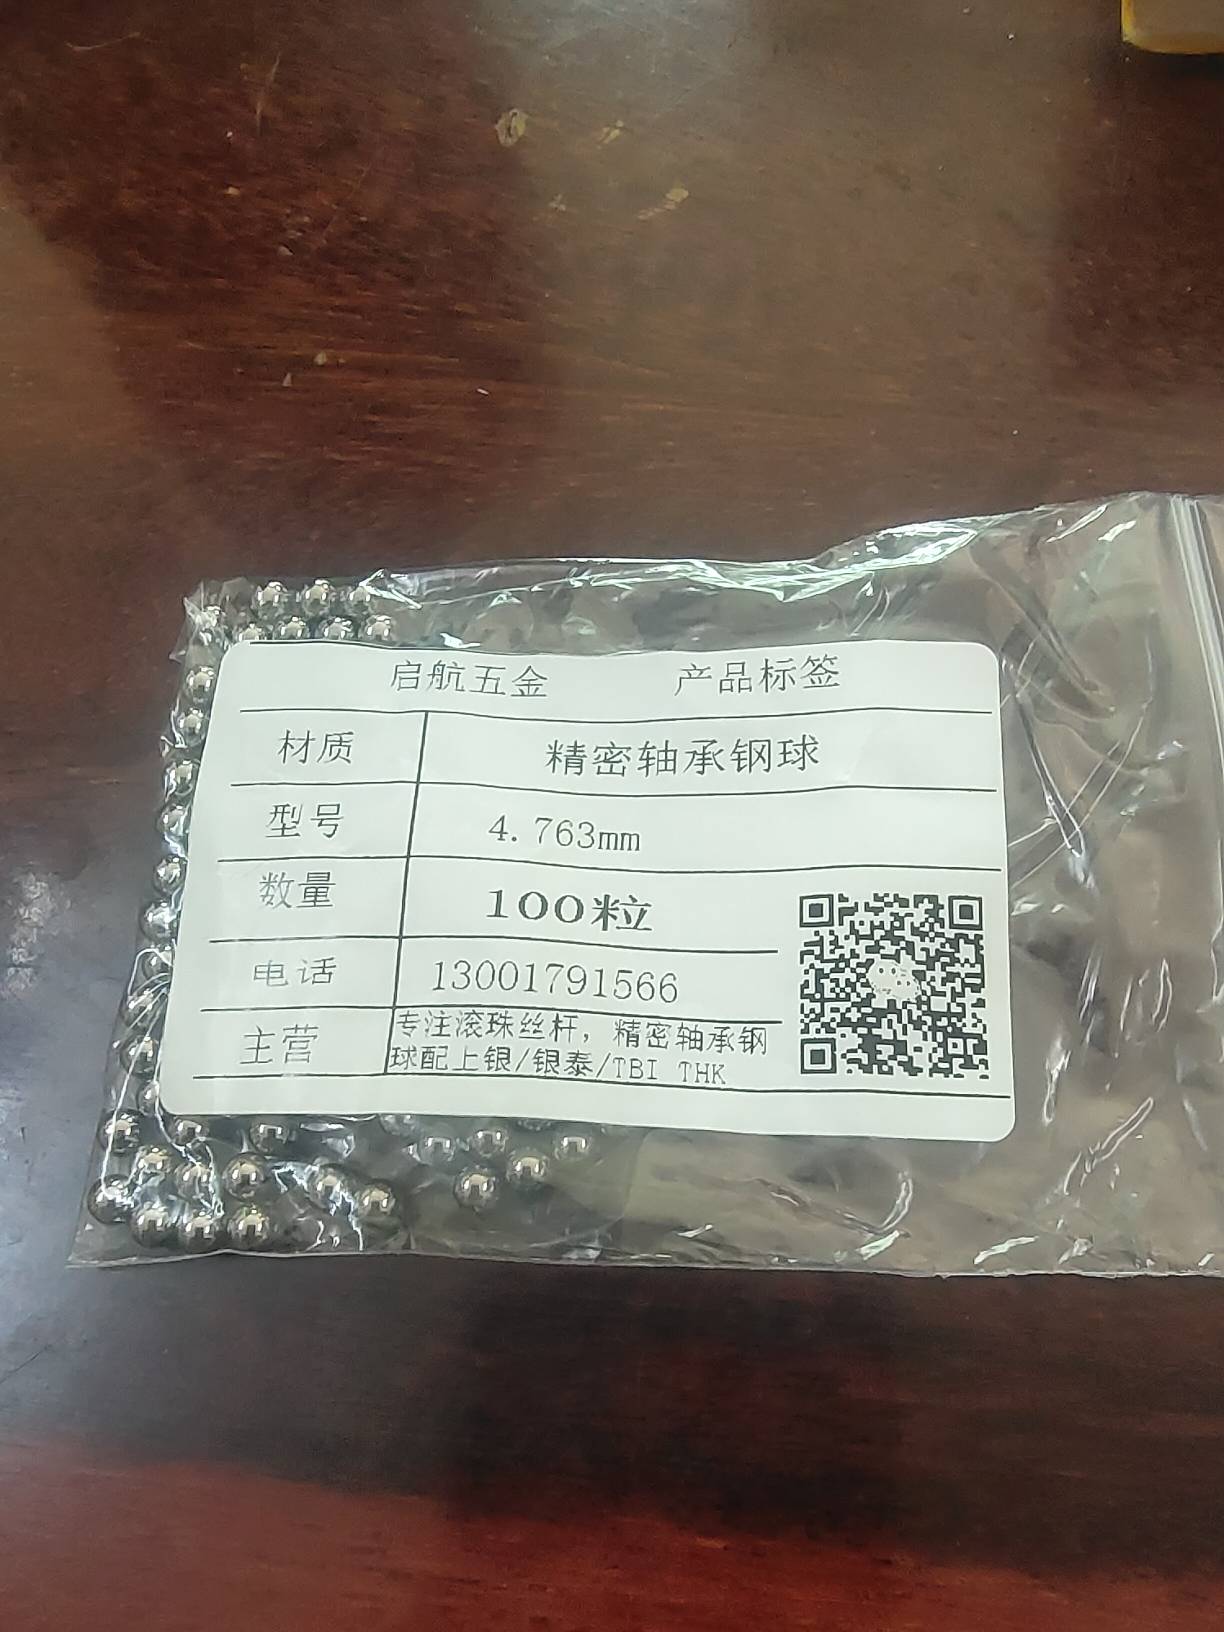 启航五金 产品标签
材质 精密轴承钢球
型号 4.763mm
数量 100粒
电话 13001791566
主营 专注滚珠丝杆，精密轴承钢
球配上银/银泰/TBI THK